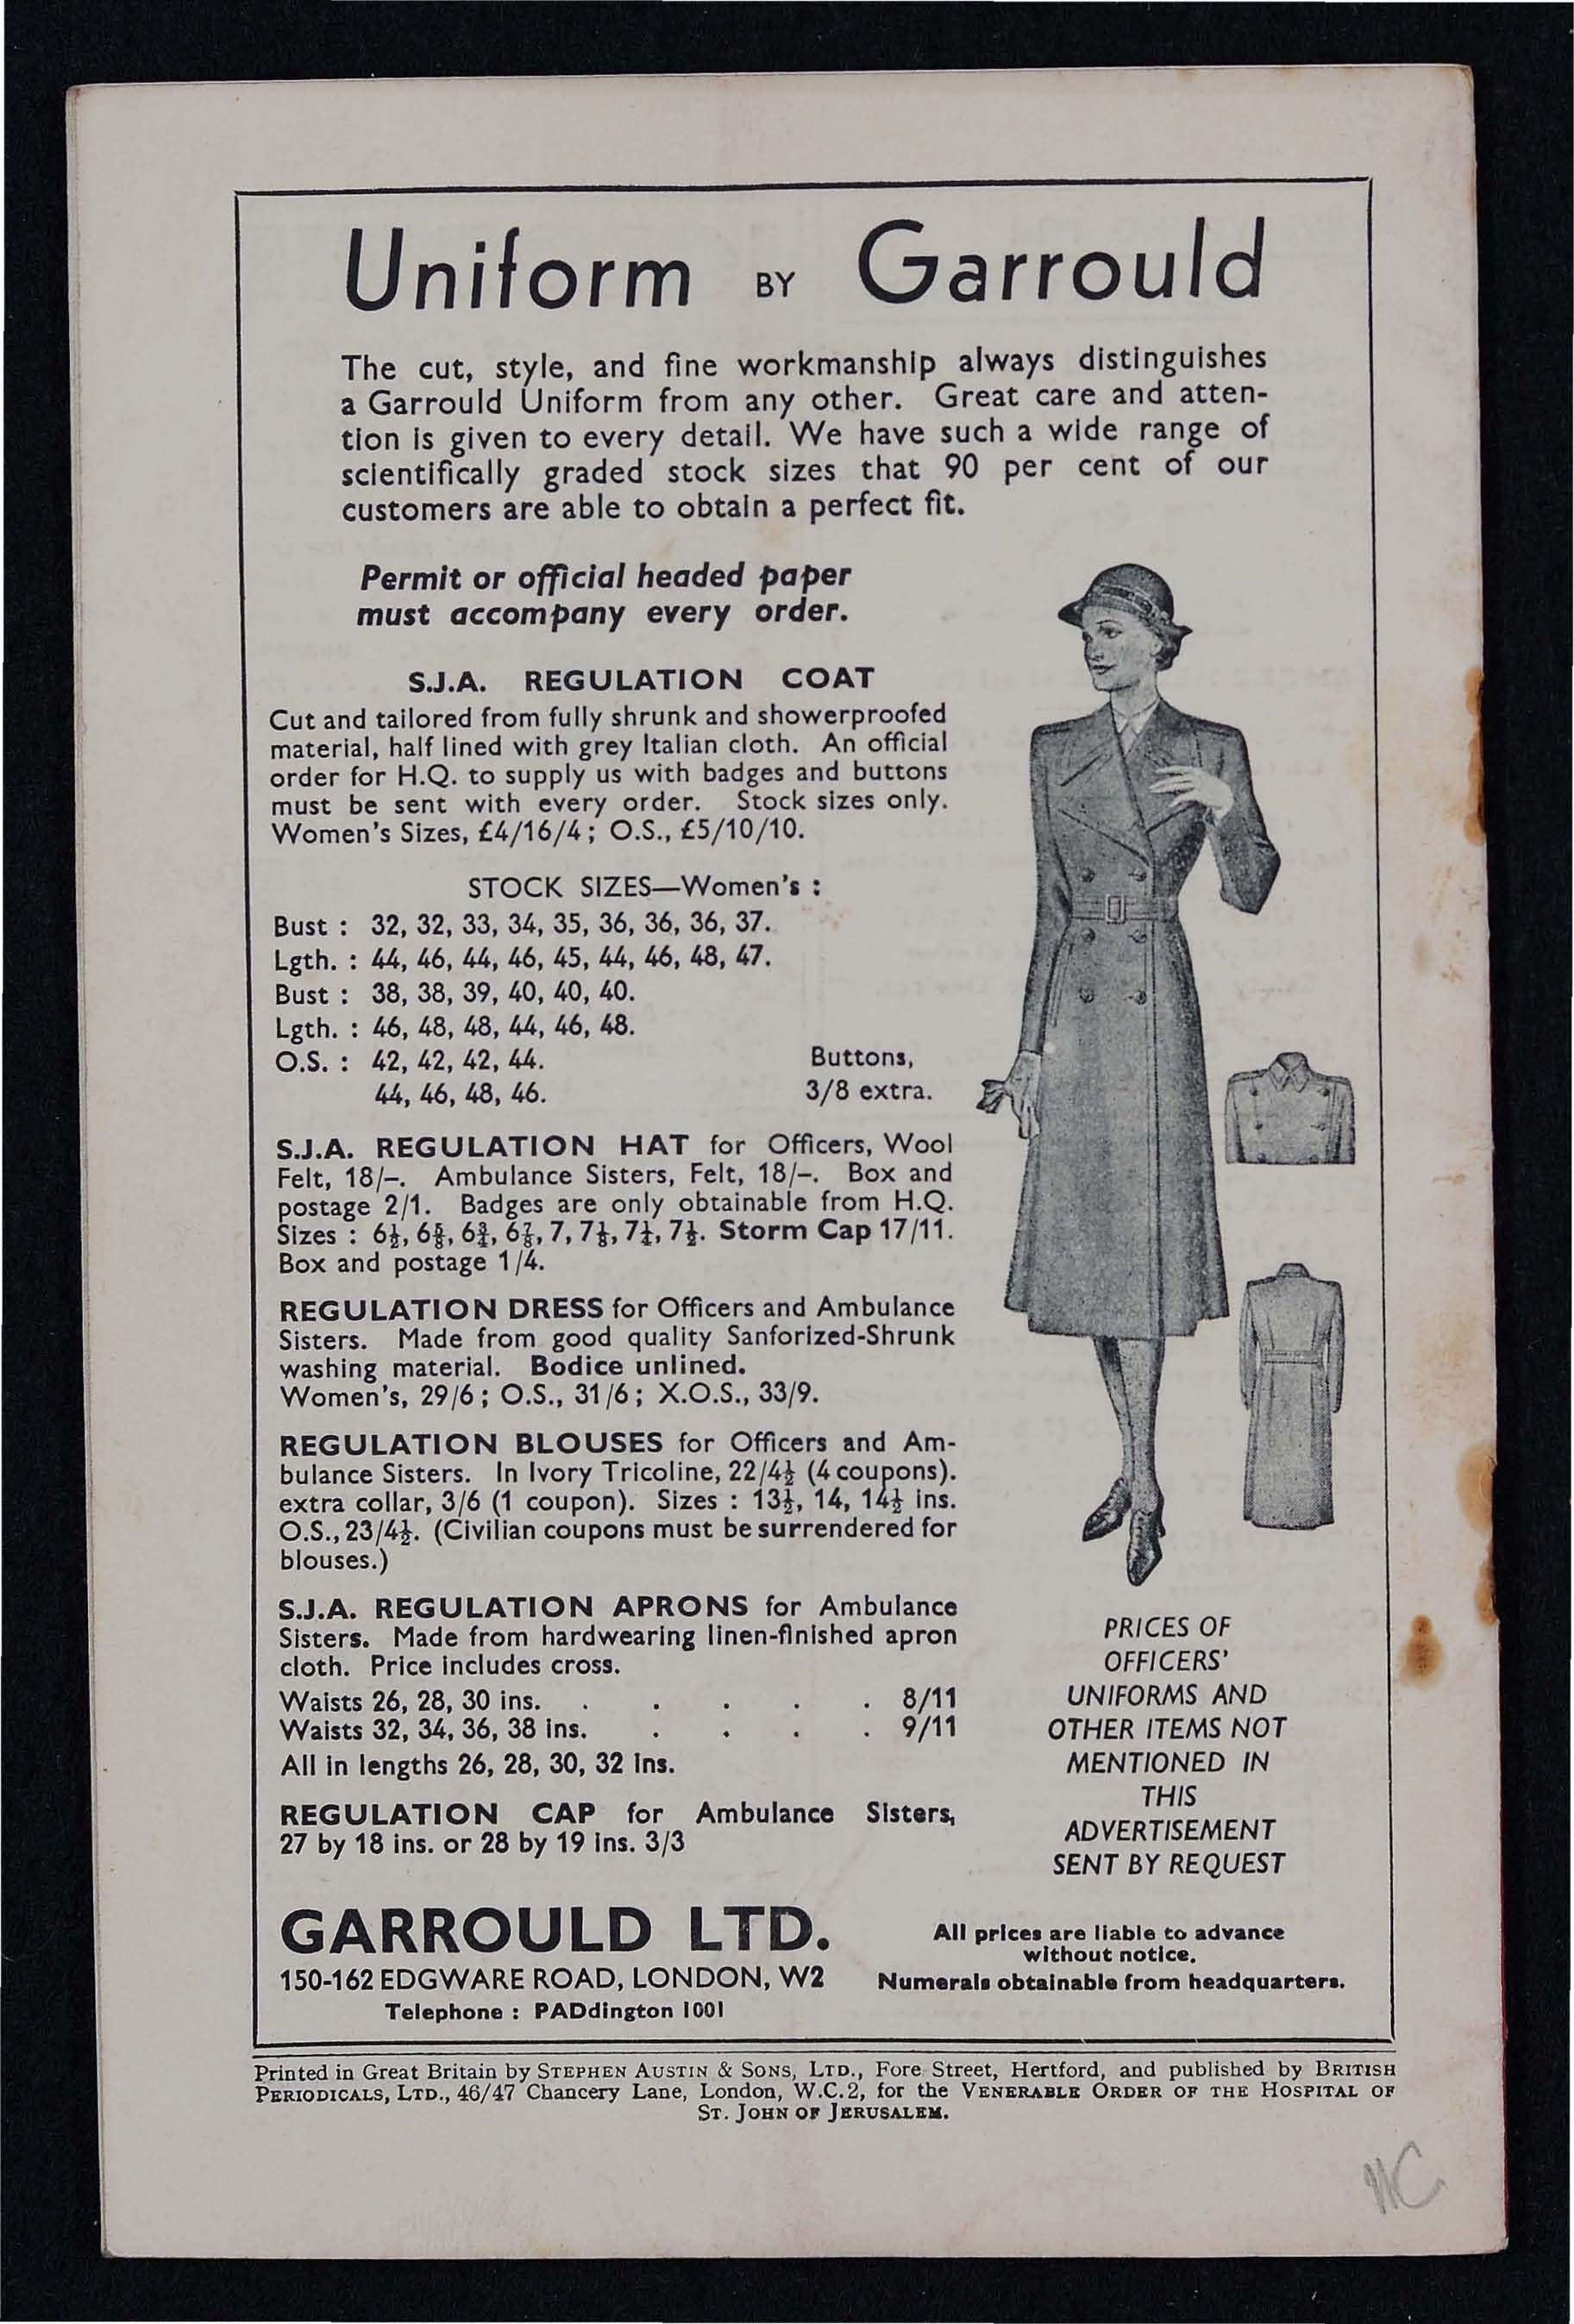 Uniform BY Garrould
The cut, style, and fine workmanship always distinguishes
a Garrould Uniform from any other. Great care and atten-
tion is given to every detail. We have such a wide range of
scientifically graded stock sizes that 90 per cent of our
customers are able to obtain a perfect fit.
Permit or official headed paper
must accompany every order.
S.J.A. REGULATION COAT
Cut and tailored from fully shrunk and showerproofed
material, half lined with grey Italian cloth. An official
order for H.Q. to supply us with badges and buttons
must be sent with every order. Stock sizes only.
Women's Sizes, £4/16/4; O.S., £5/10/10.
STOCK SIZES—Women's :
Bust : 32, 32, 33, 34, 35, 36, 36, 36, 37.
Lgth. : 44, 46, 44, 46, 45, 44, 46, 48, 47.
Bust : 38, 38, 39, 40, 40, 40.
Lgth. : 46, 48, 48, 44, 46, 48.
O.S. : 42, 42, 42, 44.
44, 46, 48, 46.
Buttons,
3/8 extra.
S.J.A. REGULATION HAT for Officers, Wool
Felt, 18/–. Ambulance Sisters, Felt, 18/–. Box and
postage 2/1. Badges are only obtainable from H.Q.
Sizes : 6½, 6⅝, 6¾, 6⅞, 7, 7⅛, 7¼, 7½. Storm Cap 17/11.
Box and postage 1/4.
REGULATION DRESS for Officers and Ambulance
Sisters. Made from good quality Sanforized-Shrunk
washing material. Bodice unlined.
Women's, 29/6; O.S., 31/6; X.O.S., 33/9.
REGULATION BLOUSES for Officers and Am-
bulance Sisters. In Ivory Tricoline, 22/4½ (4 coupons).
extra collar, 3/6 (1 coupon). Sizes : 13½, 14, 14½ ins.
O.S., 23/4½. (Civilian coupons must be surrendered for
blouses.)
S.J.A. REGULATION APRONS for Ambulance
Sisters. Made from hardwearing linen-finished apron
cloth. Price includes cross.
Waists 26, 28, 30 ins. . . . . . 8/11
Waists 32, 34, 36, 38 ins. . . . . 9/11
All in lengths 26, 28, 30, 32 ins.
REGULATION CAP for Ambulance Sisters,
27 by 18 ins. or 28 by 19 ins. 3/3
PRICES OF
OFFICERS'
UNIFORMS AND
OTHER ITEMS NOT
MENTIONED IN
THIS
ADVERTISEMENT
SENT BY REQUEST
GARROULD LTD.
150-162 EDGWARE ROAD, LONDON, W2
Telephone : PADdington 1001
All prices are liable to advance
without notice.
Numerals obtainable from headquarters.
Printed in Great Britain by STEPHEN AUSTIN & SONS, LTD., Fore Street, Hertford, and published by BRITISH
PERIODICALS, LTD., 46/47 Chancery Lane, London, W.C.2, for the VENERABLE ORDER OF THE HOSPITAL OF
ST. JOHN OF JERUSALEM.